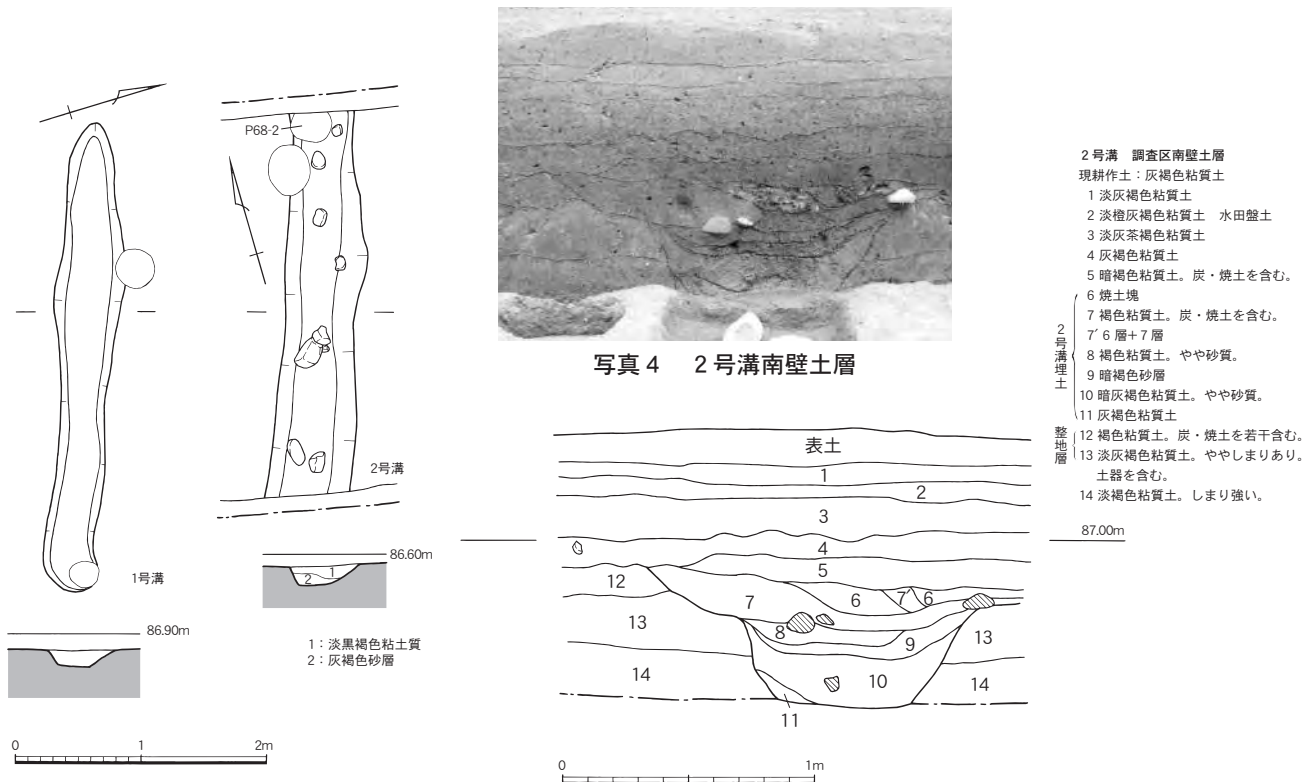 P68-2
1号溝
2号溝
86.90m
86.60m
1
2
1：淡黒褐色粘土質
2：灰褐色砂層
0 1 2m
写真4　2号溝南壁土層
表土
1
2
3
4
5
12
6
7´
6
7
8
13
9
13
14
10
14
11
0 1m
87.00m
2号溝　調査区南壁土層
現耕作土：灰褐色粘質土
1 淡灰褐色粘質土
2 淡橙灰褐色粘質土　水田盤土
3 淡灰茶褐色粘質土
4 灰褐色粘質土
5 暗褐色粘質土。炭・焼土を含む。
2号溝埋土
6 焼土塊
7 褐色粘質土。炭・焼土を含む。
7´6層+7層
8 褐色粘質土。やや砂質。
9 暗褐色砂層
10 暗灰褐色粘質土。やや砂質。
11 灰褐色粘質土
整地層
12 褐色粘質土。炭・焼土を若干含む。
13 淡灰褐色粘質土。ややしまりあり。
土器を含む。
14 淡褐色粘質土。しまり強い。